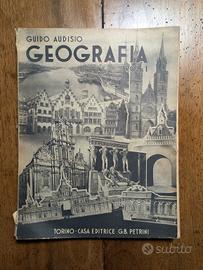 GUIDO AUDISIO
GEOGRAFIA
TORINO - CASA EDITRICE G.B. PETRINI
subito